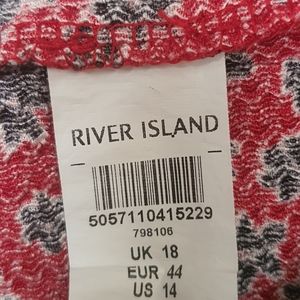 RIVER ISLAND
5057110415229
798106
UK 18
EUR 44
US 14